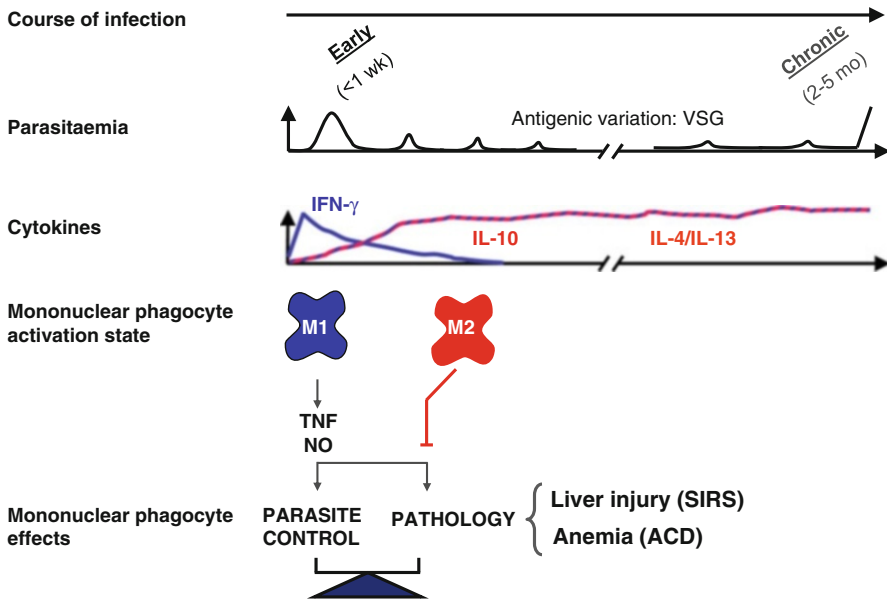 Course of infection
Early
(<1 wk)
Chronic
(2-5 mo)
Parasitaemia
Antigenic variation: VSG
Cytokines
IFN-γ
IL-10
IL-4/IL-13
Mononuclear phagocyte
activation state
M1
M2
TNF
NO
Mononuclear phagocyte
effects
PARASITE
CONTROL
PATHOLOGY
Liver injury (SIRS)
Anemia (ACD)